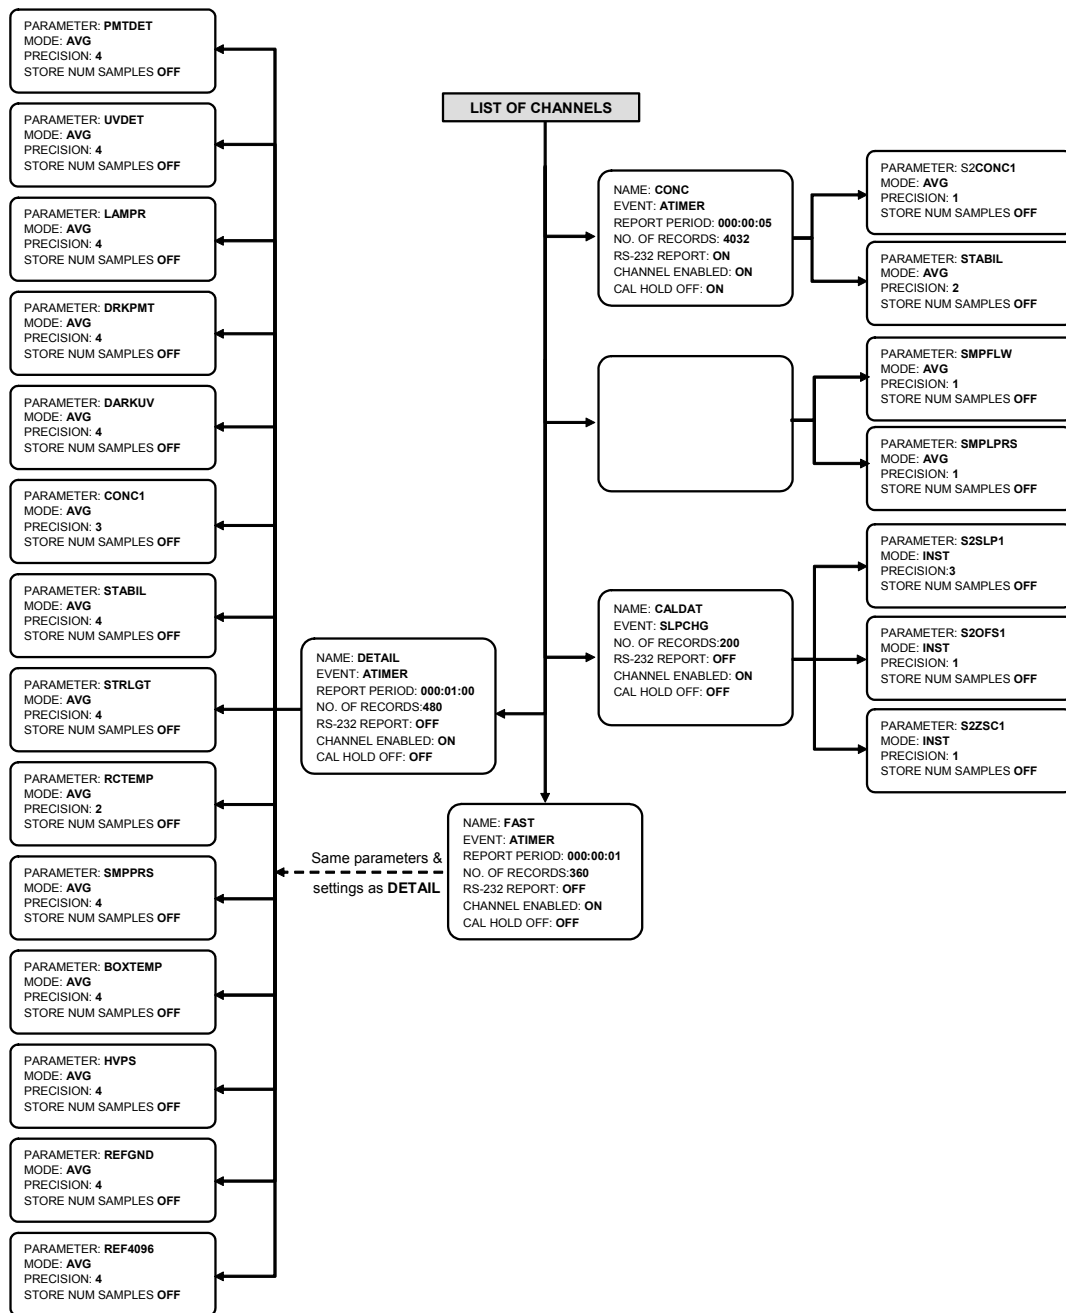 PARAMETER: PMTDET
MODE: AVG
PRECISION: 4
STORE NUM SAMPLES OFF
PARAMETER: UVDET
MODE: AVG
PRECISION: 4
STORE NUM SAMPLES OFF
PARAMETER: LAMPR
MODE: AVG
PRECISION: 4
STORE NUM SAMPLES OFF
PARAMETER: DRKPMT
MODE: AVG
PRECISION: 4
STORE NUM SAMPLES OFF
PARAMETER: DARKUV
MODE: AVG
PRECISION: 4
STORE NUM SAMPLES OFF
PARAMETER: CONC1
MODE: AVG
PRECISION: 3
STORE NUM SAMPLES OFF
PARAMETER: STABIL
MODE: AVG
PRECISION: 4
STORE NUM SAMPLES OFF
PARAMETER: STRLGT
MODE: AVG
PRECISION: 4
STORE NUM SAMPLES OFF
PARAMETER: RCTEMP
MODE: AVG
PRECISION: 2
STORE NUM SAMPLES OFF
PARAMETER: SMPPRS
MODE: AVG
PRECISION: 4
STORE NUM SAMPLES OFF
PARAMETER: BOXTEMP
MODE: AVG
PRECISION: 4
STORE NUM SAMPLES OFF
PARAMETER: HVPS
MODE: AVG
PRECISION: 4
STORE NUM SAMPLES OFF
PARAMETER: REFGND
MODE: AVG
PRECISION: 4
STORE NUM SAMPLES OFF
PARAMETER: REF4096
MODE: AVG
PRECISION: 4
STORE NUM SAMPLES OFF
NAME: DETAIL
EVENT: ATIMER
REPORT PERIOD: 000:01:00
NO. OF RECORDS:480
RS-232 REPORT: OFF
CHANNEL ENABLED: ON
CAL HOLD OFF: OFF
Same parameters &
settings as DETAIL
LIST OF CHANNELS
NAME: FAST
EVENT: ATIMER
REPORT PERIOD: 000:00:01
NO. OF RECORDS:360
RS-232 REPORT: OFF
CHANNEL ENABLED: ON
CAL HOLD OFF: OFF
NAME: CONC
EVENT: ATIMER
REPORT PERIOD: 000:00:05
NO. OF RECORDS: 4032
RS-232 REPORT: ON
CHANNEL ENABLED: ON
CAL HOLD OFF: ON
NAME: CALDAT
EVENT: SLPCHG
NO. OF RECORDS:200
RS-232 REPORT: OFF
CHANNEL ENABLED: ON
CAL HOLD OFF: OFF
PARAMETER: S2CONC1
MODE: AVG
PRECISION: 1
STORE NUM SAMPLES OFF
PARAMETER: STABIL
MODE: AVG
PRECISION: 2
STORE NUM SAMPLES OFF
PARAMETER: SMPFLW
MODE: AVG
PRECISION: 1
STORE NUM SAMPLES OFF
PARAMETER: SMPLPRS
MODE: AVG
PRECISION: 1
STORE NUM SAMPLES OFF
PARAMETER: S2SLP1
MODE: INST
PRECISION:3
STORE NUM SAMPLES OFF
PARAMETER: S2OFS1
MODE: INST
PRECISION: 1
STORE NUM SAMPLES OFF
PARAMETER: S2ZSC1
MODE: INST
PRECISION: 1
STORE NUM SAMPLES OFF